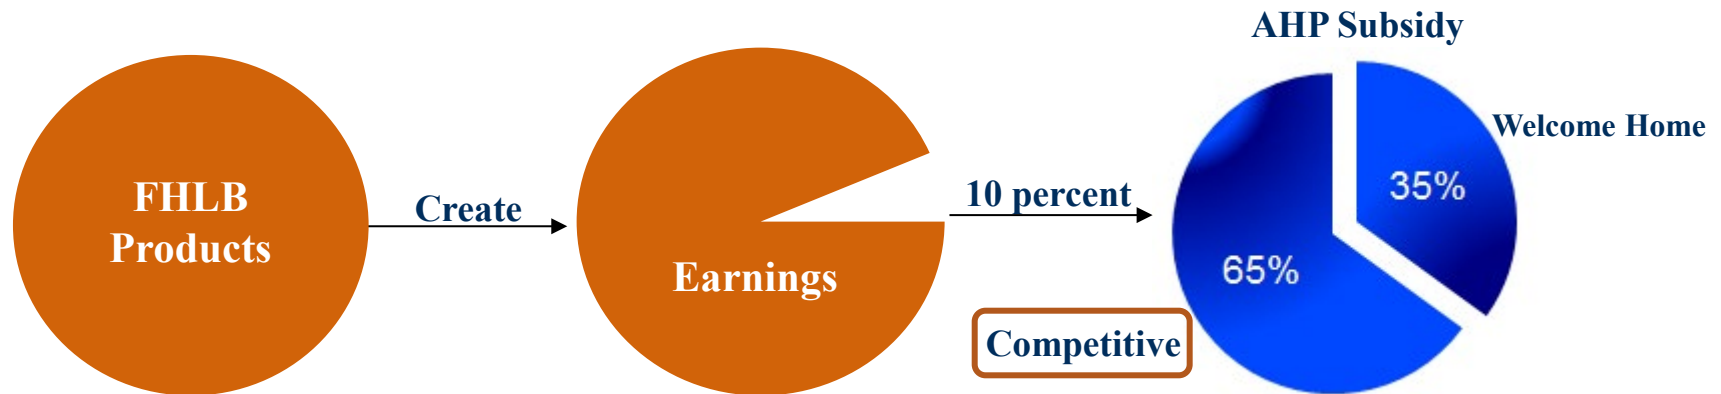 FHLB
Products
Create
Earnings
10 percent
Competitive
AHP Subsidy
Welcome Home
35%
65%